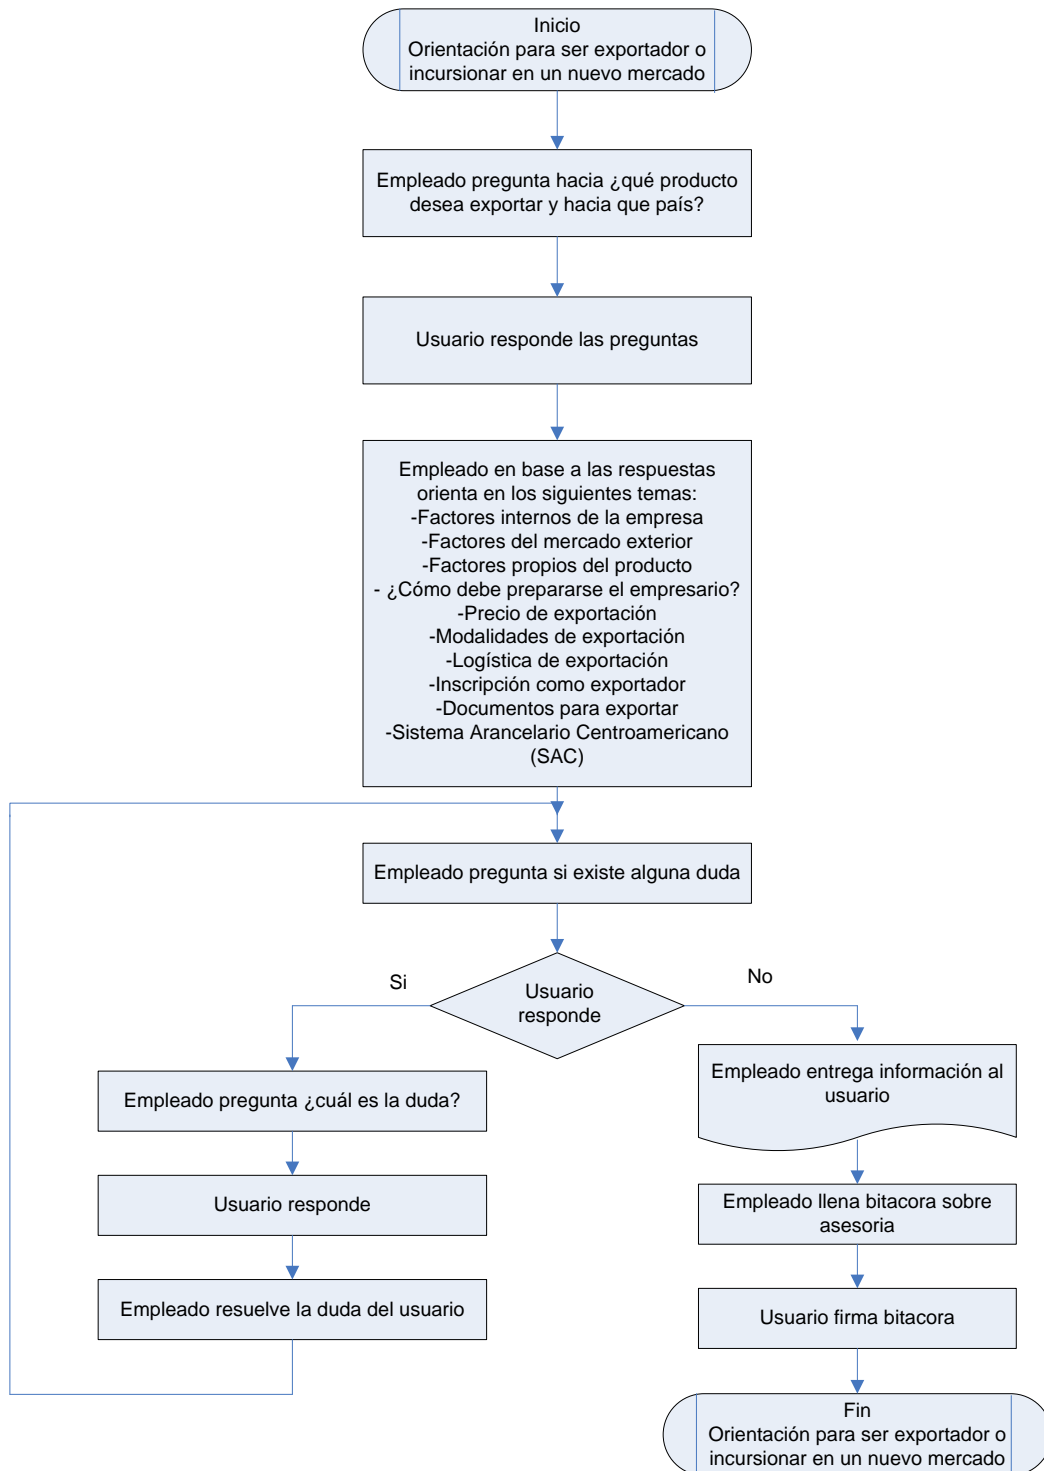 Inicio
Orientación para ser exportador o
incursionar en un nuevo mercado
Empleado pregunta hacia ¿qué producto
desea exportar y hacia que país?
Usuario responde las preguntas
Empleado en base a las respuestas
orienta en los siguientes temas:
-Factores internos de la empresa
-Factores del mercado exterior
-Factores propios del producto
- ¿Cómo debe prepararse el empresario?
-Precio de exportación
-Modalidades de exportación
-Logística de exportación
-Inscripción como exportador
-Documentos para exportar
-Sistema Arancelario Centroamericano
(SAC)
Empleado pregunta si existe alguna duda
Usuario
responde
Si
No
Empleado pregunta ¿cuál es la duda?
Usuario responde
Empleado resuelve la duda del usuario
Empleado entrega información al
usuario
Empleado llena bitacora sobre
asesoria
Usuario firma bitacora
Fin
Orientación para ser exportador o
incursionar en un nuevo mercado